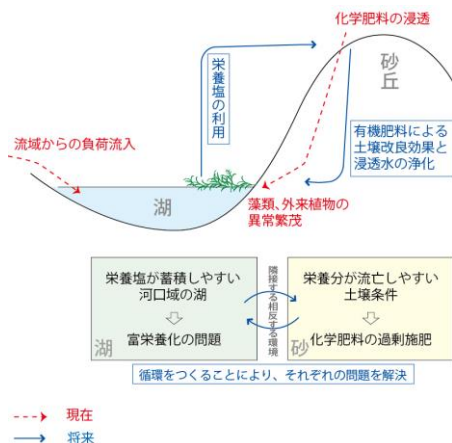 化学肥料の浸透
砂丘
栄養塩の利用
有機肥料による
土壌改良効果と
浸透水の浄化
流域からの負荷流入
湖
藻類、外来植物の
異常繁茂
栄養塩が蓄積しやすい
河口域の湖
富栄養化の問題
湖
隣接する相反する環境
栄養分が流亡しやすい
土壌条件
化学肥料の過剰施肥
砂
循環をつくることにより、それぞれの問題を解決
現在
将来